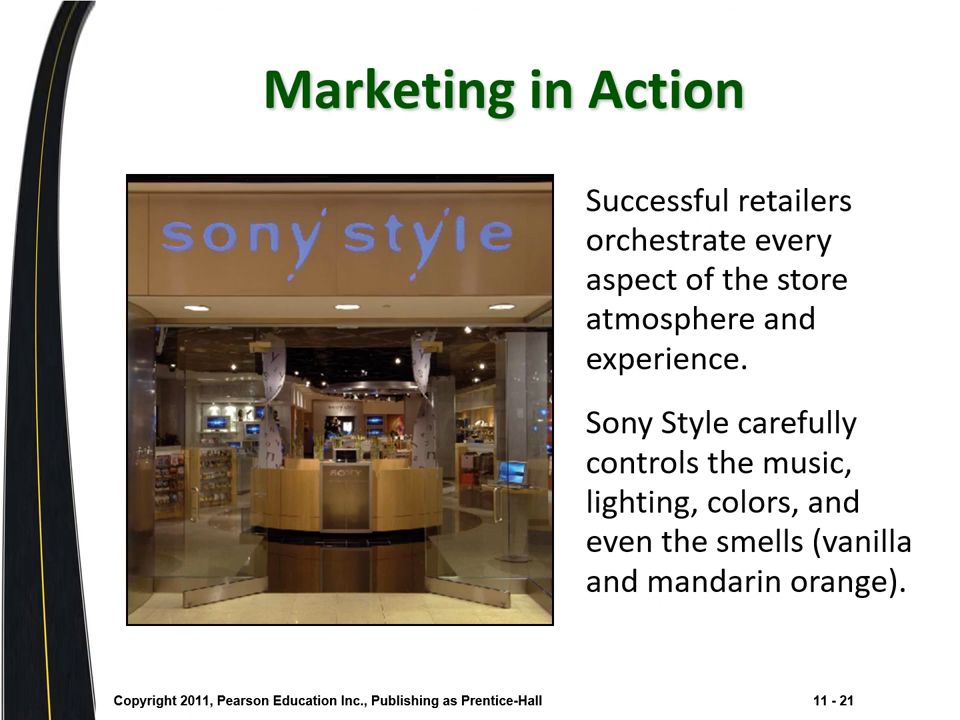 Marketing in Action
sony style
SONY
Successful retailers
orchestrate every
aspect of the store
atmosphere and
experience.
Sony Style carefully
controls the music,
lighting, colors, and
even the smells (vanilla
and mandarin orange).
Copyright 2011, Pearson Education Inc., Publishing as Prentice-Hall
11 - 21